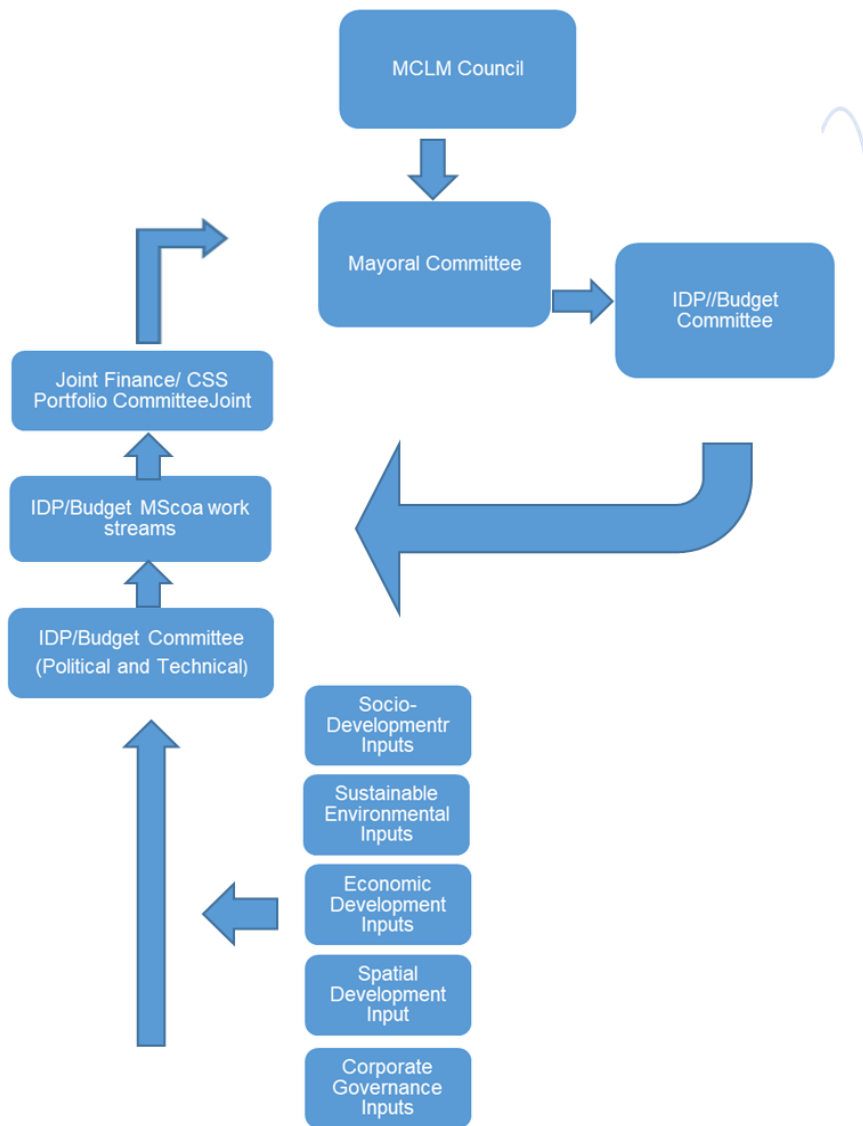 MCLM Council
Mayoral Committee
IDP//Budget
Committee
Joint Finance/ CSS
Portfolio CommitteeJoint
IDP/Budget MScoa work
streams
IDP/Budget Committee
(Political and Technical)
Socio-
Developmentr
Inputs
Sustainable
Environmental
Inputs
Economic
Development
Inputs
Spatial
Development
Input
Corporate
Governance
Inputs